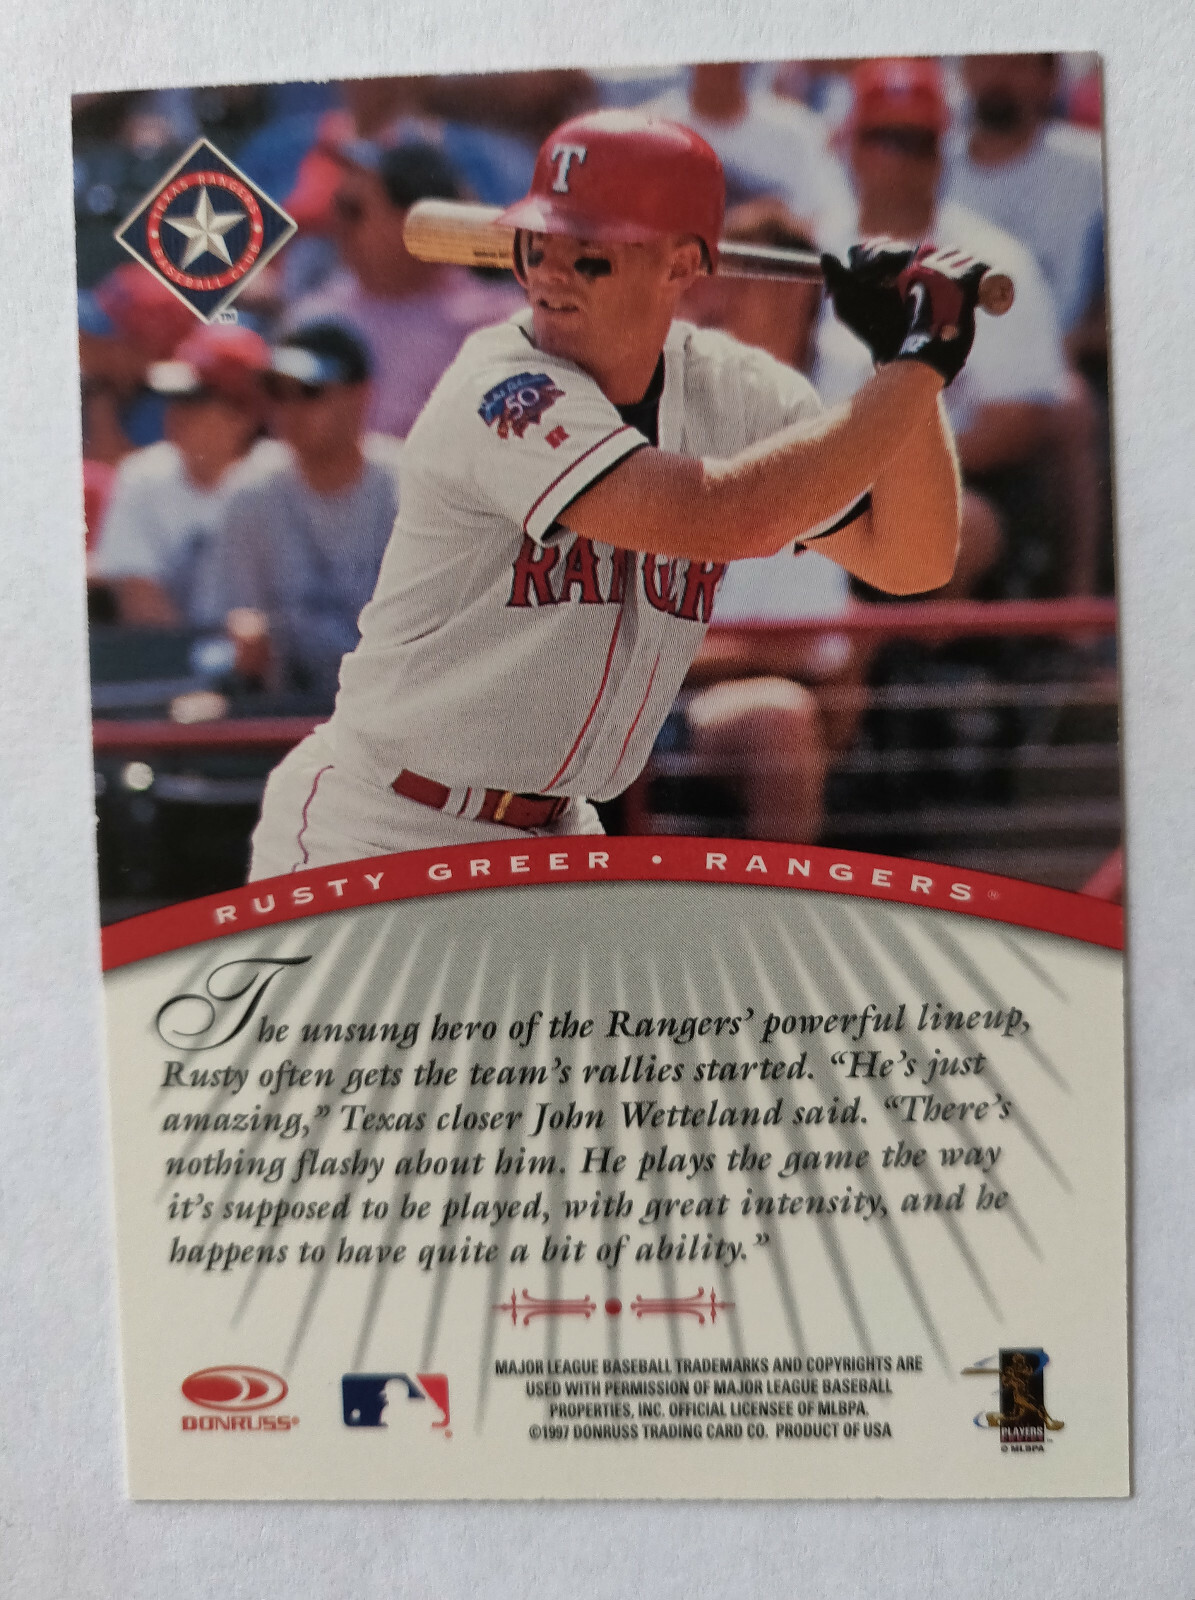 TEXAS RANGERS
BASEBALL CLUB
TM
T
50
RANGER
RUSTY GREER • RANGERS®
The unsung hero of the Rangers' powerful lineup,
Rusty often gets the team's rallies started. “He's just
amazing,” Texas closer John Wetteland said. “There's
nothing flashy about him. He plays the game the way
it's supposed to be played, with great intensity, and he
happens to have quite a bit of ability.”
DONRUSS®
MAJOR LEAGUE BASEBALL TRADEMARKS AND COPYRIGHTS ARE
USED WITH PERMISSION OF MAJOR LEAGUE BASEBALL
PROPERTIES, INC. OFFICIAL LICENSEE OF MLBPA.
©1997 DONRUSS TRADING CARD CO. PRODUCT OF USA
PLAYERS
© MLBPA